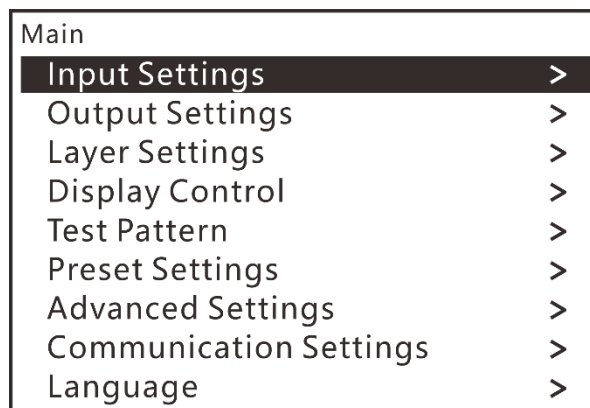 Main
Input Settings >
Output Settings >
Layer Settings >
Display Control >
Test Pattern >
Preset Settings >
Advanced Settings >
Communication Settings >
Language >